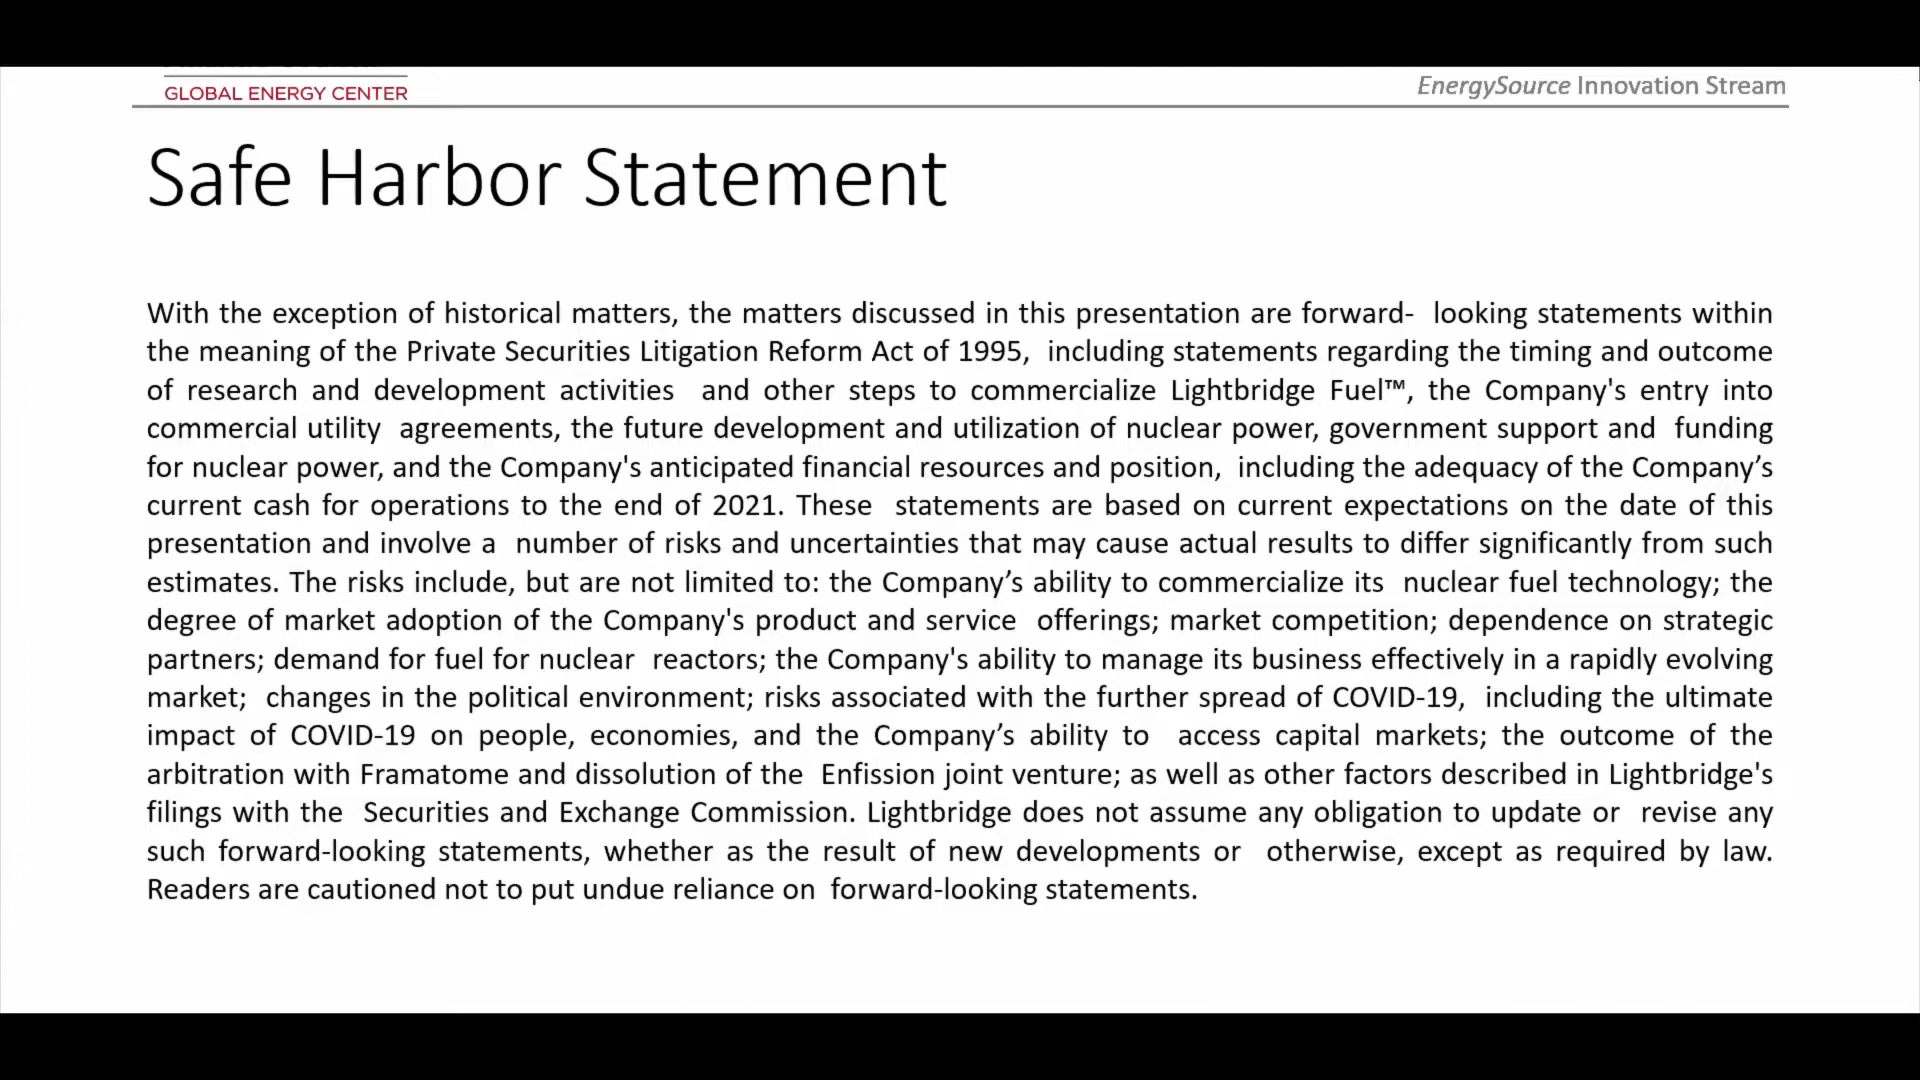 GLOBAL ENERGY CENTER
EnergySource Innovation Stream
Safe Harbor Statement
With the exception of historical matters, the matters discussed in this presentation are forward- looking statements within
the meaning of the Private Securities Litigation Reform Act of 1995, including statements regarding the timing and outcome
of research and development activities and other steps to commercialize Lightbridge Fuel™, the Company's entry into
commercial utility agreements, the future development and utilization of nuclear power, government support and funding
for nuclear power, and the Company's anticipated financial resources and position, including the adequacy of the Company’s
current cash for operations to the end of 2021. These statements are based on current expectations on the date of this
presentation and involve a number of risks and uncertainties that may cause actual results to differ significantly from such
estimates. The risks include, but are not limited to: the Company’s ability to commercialize its nuclear fuel technology; the
degree of market adoption of the Company's product and service offerings; market competition; dependence on strategic
partners; demand for fuel for nuclear reactors; the Company's ability to manage its business effectively in a rapidly evolving
market; changes in the political environment; risks associated with the further spread of COVID-19, including the ultimate
impact of COVID-19 on people, economies, and the Company’s ability to access capital markets; the outcome of the
arbitration with Framatome and dissolution of the Enfission joint venture; as well as other factors described in Lightbridge's
filings with the Securities and Exchange Commission. Lightbridge does not assume any obligation to update or revise any
such forward-looking statements, whether as the result of new developments or otherwise, except as required by law.
Readers are cautioned not to put undue reliance on forward-looking statements.